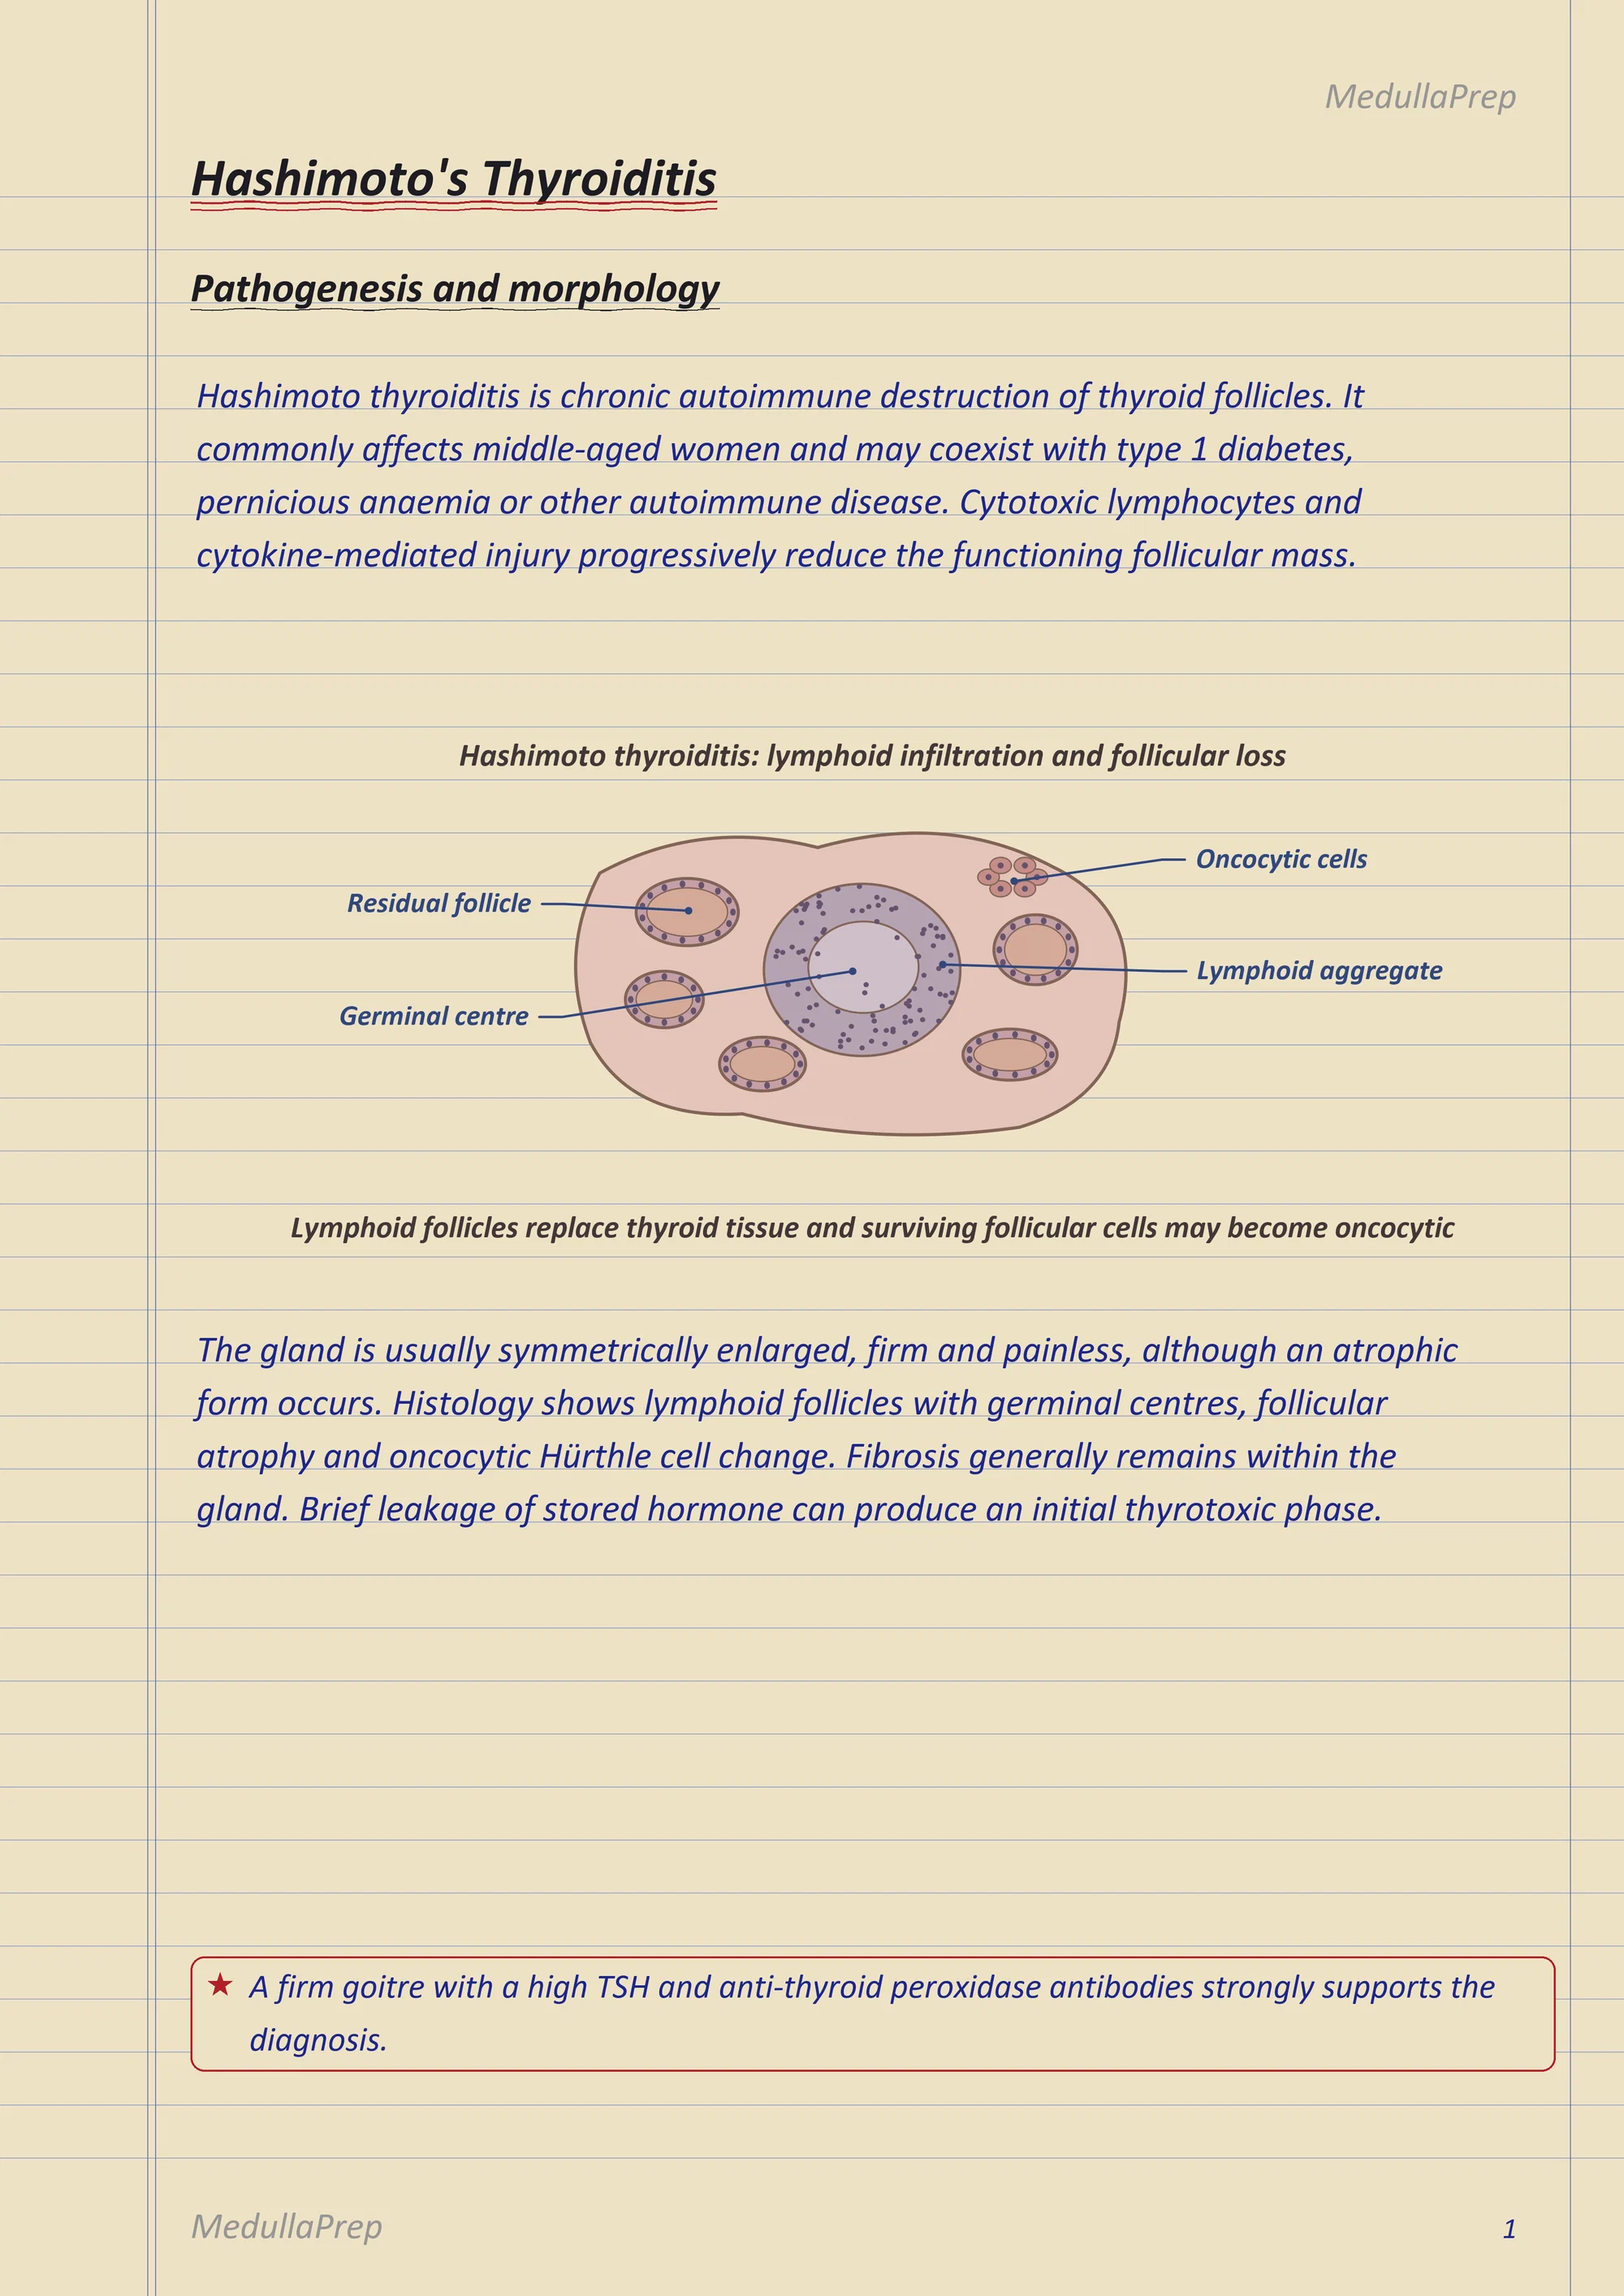 MedullaPrep
Hashimoto's Thyroiditis
Pathogenesis and morphology
Hashimoto thyroiditis is chronic autoimmune destruction of thyroid follicles. It
commonly affects middle-aged women and may coexist with type 1 diabetes,
pernicious anaemia or other autoimmune disease. Cytotoxic lymphocytes and
cytokine-mediated injury progressively reduce the functioning follicular mass.
Hashimoto thyroiditis: lymphoid infiltration and follicular loss
Oncocytic cells
Residual follicle
Lymphoid aggregate
Germinal centre
Lymphoid follicles replace thyroid tissue and surviving follicular cells may become oncocytic
The gland is usually symmetrically enlarged, firm and painless, although an atrophic
form occurs. Histology shows lymphoid follicles with germinal centres, follicular
atrophy and oncocytic Hürthle cell change. Fibrosis generally remains within the
gland. Brief leakage of stored hormone can produce an initial thyrotoxic phase.
★ A firm goitre with a high TSH and anti-thyroid peroxidase antibodies strongly supports the
diagnosis.
MedullaPrep
1